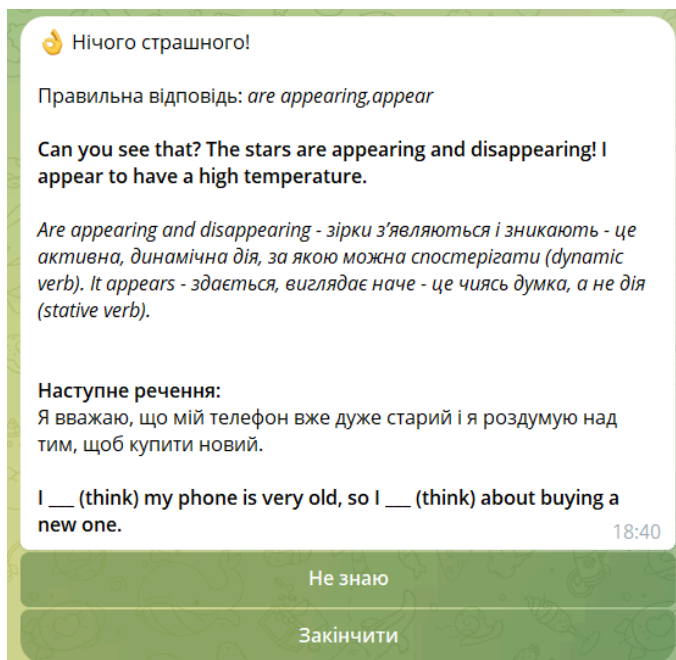 👌 Нічого страшного!
Правильна відповідь: are appearing,appear
Can you see that? The stars are appearing and disappearing! I
appear to have a high temperature.
Are appearing and disappearing - зірки з’являються і зникають - це
активна, динамічна дія, за якою можна спостерігати (dynamic
verb). It appears - здається, виглядає наче - це чиясь думка, а не дія
(stative verb).
Наступне речення:
Я вважаю, що мій телефон вже дуже старий і я роздумую над
тим, щоб купити новий.
I ___ (think) my phone is very old, so I ___ (think) about buying a
new one.
18:40
Не знаю
Закінчити